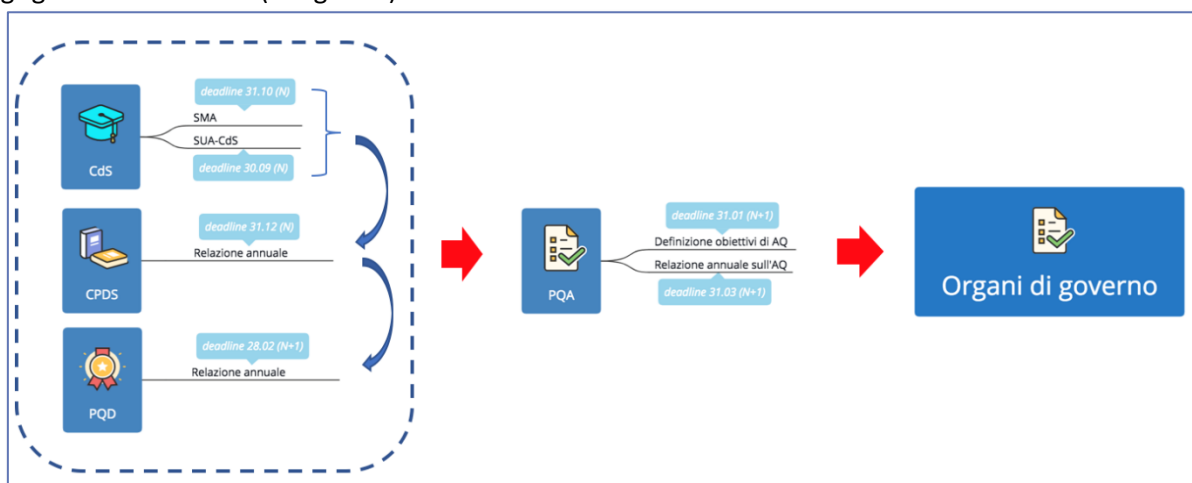 deadline 31.10 (N)
SMA
SUA-CdS
deadline 30.09 (N)
CdS
deadline 31.12 (N)
Relazione annuale
CPDS
deadline 28.02 (N+1)
Relazione annuale
PQD
deadline 31.01 (N+1)
Definizione obiettivi di AQ
Relazione annuale sull'AQ
deadline 31.03 (N+1)
PQA
Organi di governo